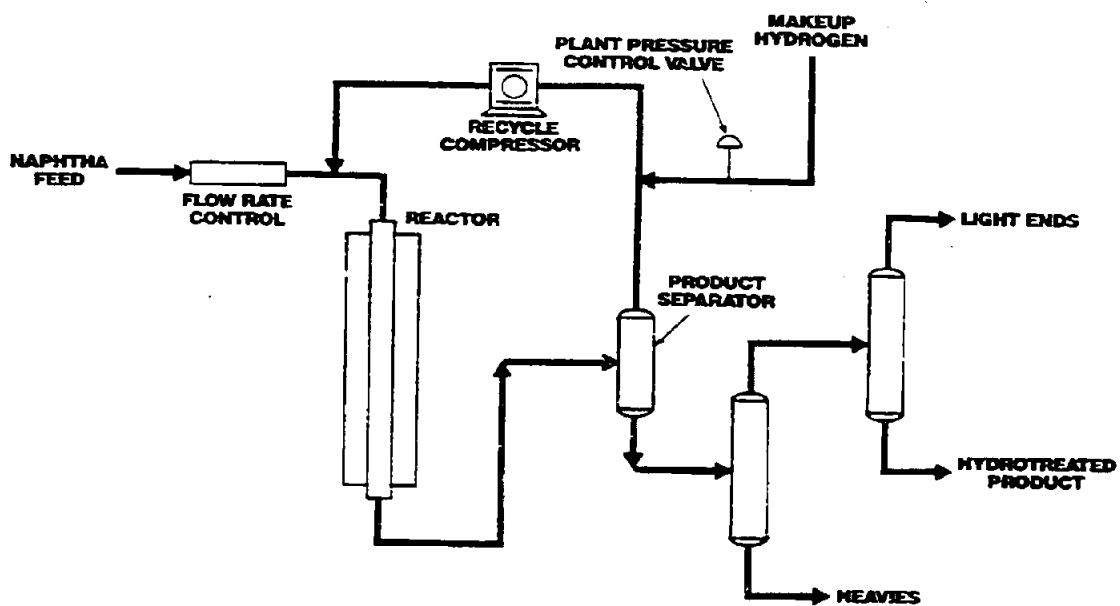 MAKEUP
HYDROGEN
PLANT PRESSURE
CONTROL VALVE
RECYCLE
COMPRESSOR
NAPHTHA
FEED
FLOW RATE
CONTROL
REACTOR
LIGHT ENDS
PRODUCT
SEPARATOR
HYDROTREATED
PRODUCT
HEAVIES